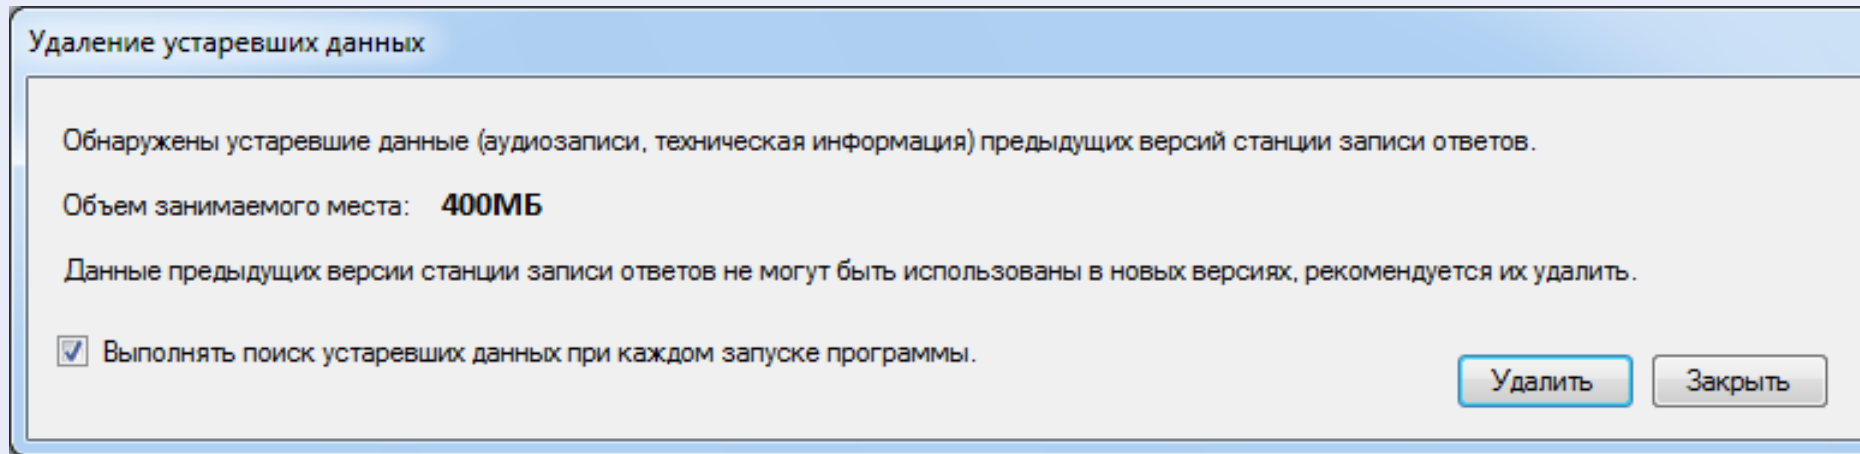 Удаление устаревших данных
Обнаружены устаревшие данные (аудиозаписи, техническая информация) предыдущих версий станции записи ответов.
Объем занимаемого места: 400МБ
Данные предыдущих версии станции записи ответов не могут быть использованы в новых версиях, рекомендуется их удалить.
Выполнять поиск устаревших данных при каждом запуске программы.
Удалить Закрыть